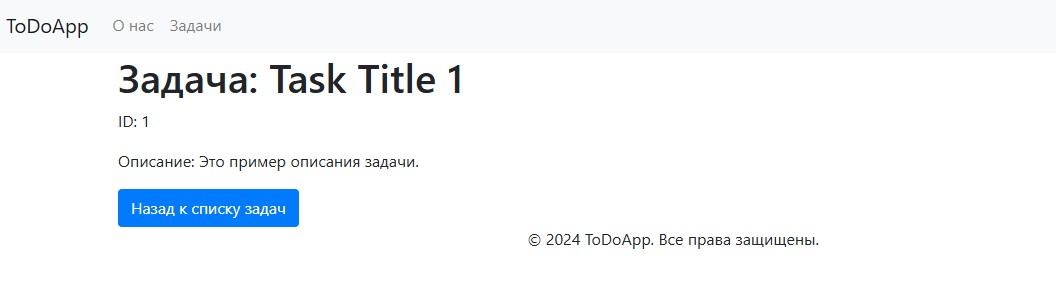 ToDoApp О нас Задачи
Задача: Task Title 1
ID: 1
Описание: Это пример описания задачи.
Назад к списку задач
© 2024 ToDoApp. Все права защищены.